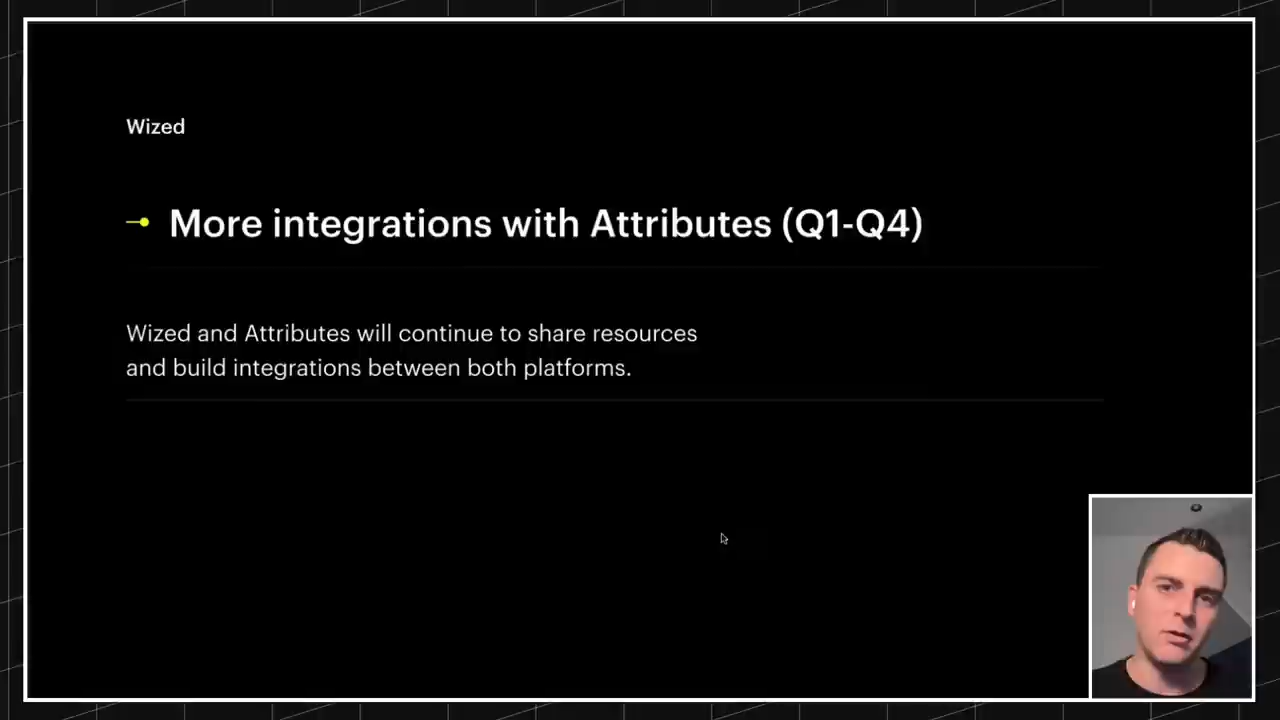 Wized
More integrations with Attributes (Q1-Q4)
Wized and Attributes will continue to share resources
and build integrations between both platforms.